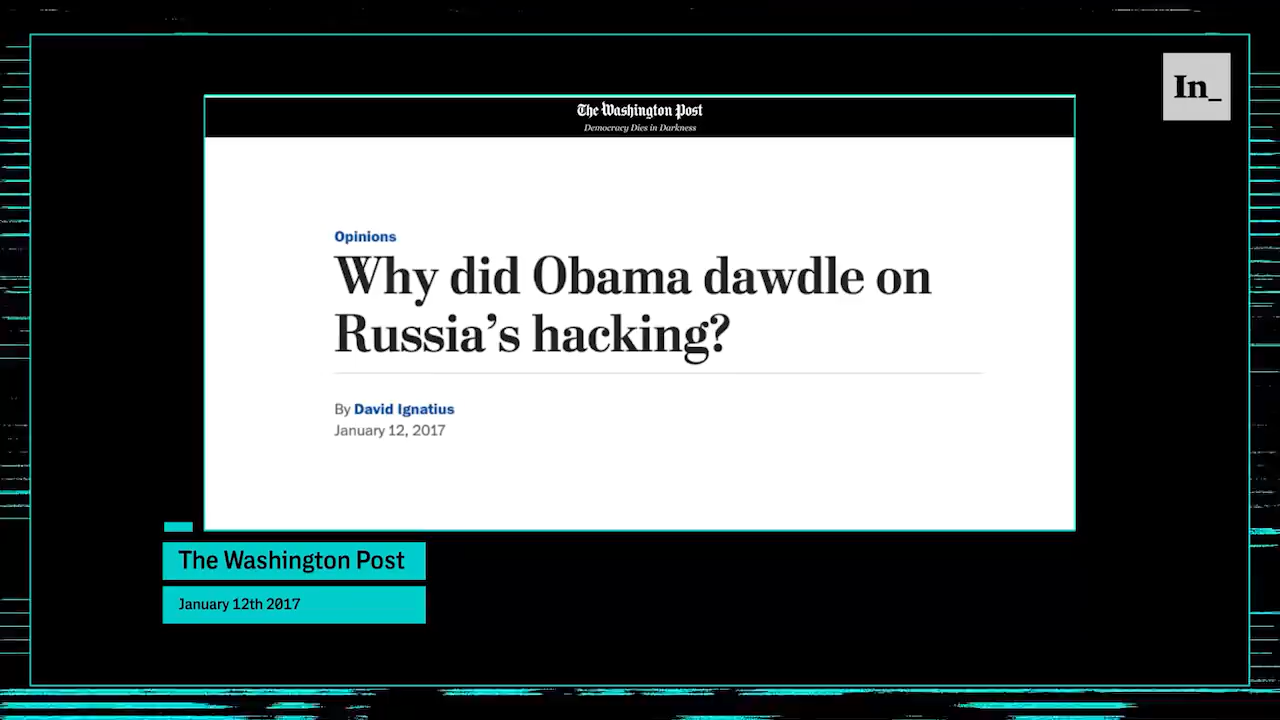 In_
The Washington Post
Democracy Dies in Darkness
Opinions
Why did Obama dawdle on
Russia’s hacking?
By David Ignatius
January 12, 2017
The Washington Post
January 12th 2017